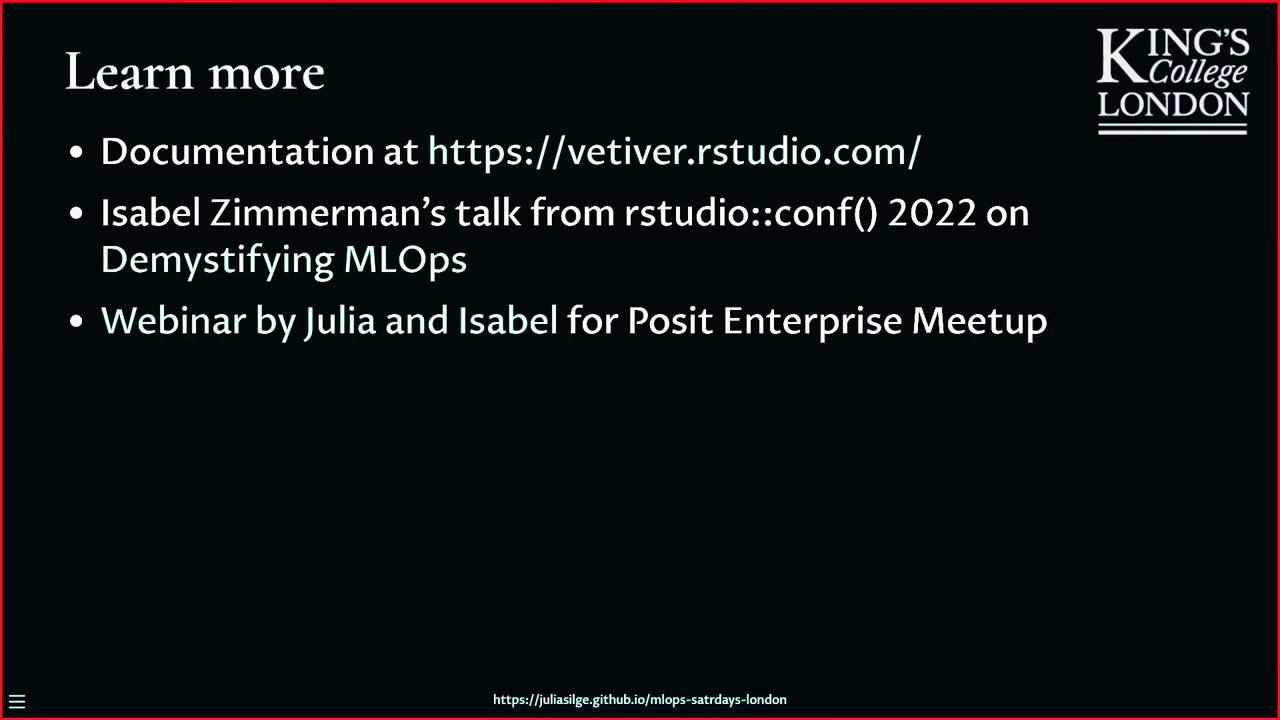 Learn more
KING'S
College
LONDON
• Documentation at https://vetiver.rstudio.com/
• Isabel Zimmerman’s talk from rstudio::conf() 2022 on
Demystifying MLOps
• Webinar by Julia and Isabel for Posit Enterprise Meetup
https://juliasilge.github.io/mlops-satrdays-london